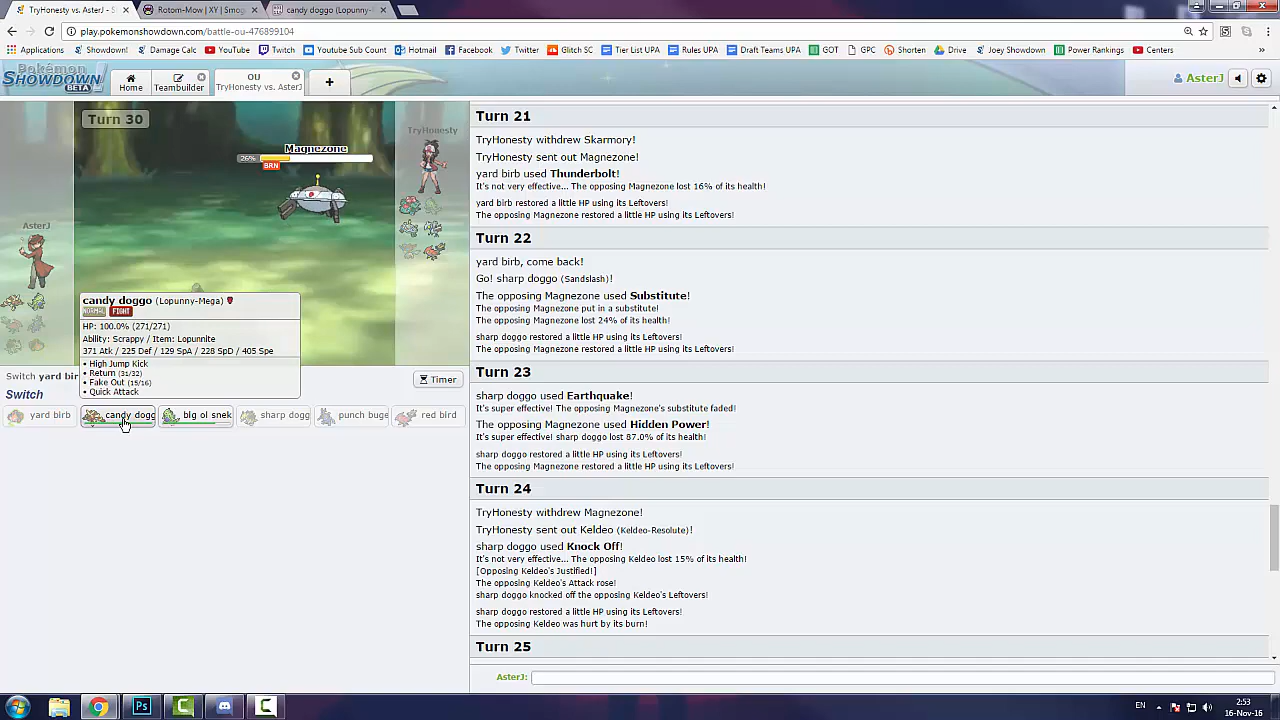 TryHonesty vs. AsterJ - S
Rotom-Mow | XY | Smog
candy doggo (Lopunny-
play.pokemonshowdown.com/battle-ou-476899104
Applications Showdown! Damage Calc YouTube Twitch Youtube Sub Count Hotmail Facebook Twitter Glitch SC Tier List UPA Rules UPA Draft Teams UPA GOT GPC Shorten Drive Joey Showdown Power Rankings Centers
Pokémon
SHOWDOWN!
BETA
Home
Teambuilder
OU
TryHonesty vs. AsterJ
+
AsterJ
Turn 30
Magnezone
26%
BRN
TryHonesty
AsterJ
candy doggo (Lopunny-Mega)
NORMAL FIGHT
HP: 100.0% (271/271)
Ability: Scrappy / Item: Lopunnite
371 Atk / 225 Def / 129 SpA / 228 SpD / 405 Spe
• High Jump Kick
• Return (31/32)
• Fake Out (15/16)
• Quick Attack
Switch yard bir
Timer
Switch
yard birb
candy dogg
big ol snek
sharp dogg
punch buge
red bird
Turn 21
TryHonesty withdrew Skarmory!
TryHonesty sent out Magnezone!
yard birb used Thunderbolt!
It's not very effective... The opposing Magnezone lost 16% of its health!
yard birb restored a little HP using its Leftovers!
The opposing Magnezone restored a little HP using its Leftovers!
Turn 22
yard birb, come back!
Go! sharp doggo (Sandslash)!
The opposing Magnezone used Substitute!
The opposing Magnezone put in a substitute!
The opposing Magnezone lost 24% of its health!
sharp doggo restored a little HP using its Leftovers!
The opposing Magnezone restored a little HP using its Leftovers!
Turn 23
sharp doggo used Earthquake!
It's super effective! The opposing Magnezone's substitute faded!
The opposing Magnezone used Hidden Power!
It's super effective! sharp doggo lost 87.0% of its health!
sharp doggo restored a little HP using its Leftovers!
The opposing Magnezone restored a little HP using its Leftovers!
Turn 24
TryHonesty withdrew Magnezone!
TryHonesty sent out Keldeo (Keldeo-Resolute)!
sharp doggo used Knock Off!
It's not very effective... The opposing Keldeo lost 15% of its health!
[Opposing Keldeo's Justified!]
The opposing Keldeo's Attack rose!
sharp doggo knocked off the opposing Keldeo's Leftovers!
sharp doggo restored a little HP using its Leftovers!
The opposing Keldeo was hurt by its burn!
Turn 25
AsterJ:
EN
2:53
16-Nov-16